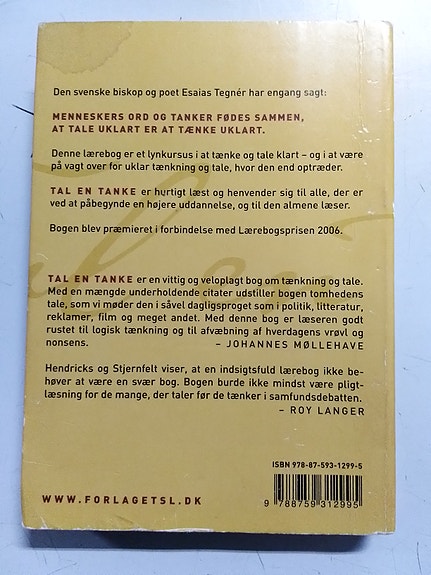 Den svenske biskop og poet Esaias Tegnér har engang sagt:
MENNESKERS ORD OG TANKER FØDES SAMMEN,
AT TALE UKLART ER AT TÆNKE UKLART.
Denne lærebog er et lynkursus i at tænke og tale klart – og i at være
på vagt over for uklar tænkning og tale, hvor den end optræder.
TAL EN TANKE er hurtigt læst og henvender sig til alle, der er
ved at påbegynde en højere uddannelse, og til den almene læser.
Bogen blev præmieret i forbindelse med Lærebogsprisen 2006.
TAL EN TANKE er en vittig og veloplagt bog om tænkning og tale.
Med en mængde underholdende citater udstiller bogen tomhedens
tale, som vi møder den i såvel dagligsproget som i politik, litteratur,
reklamer, film og meget andet. Med denne bog er læseren godt
rustet til logisk tænkning og til afvæbning af hverdagens vrøvl og
nonsens. – JOHANNES MØLLEHAVE
Hendricks og Stjernfelt viser, at en indsigtsfuld lærebog ikke be-
høver at være en svær bog. Bogen burde ikke mindst være pligt-
læsning for de mange, der taler før de tænker i samfundsdebatten.
– ROY LANGER
ISBN 978-87-593-1299-5
WWW.FORLAGETSL.DK
9 788759 312995